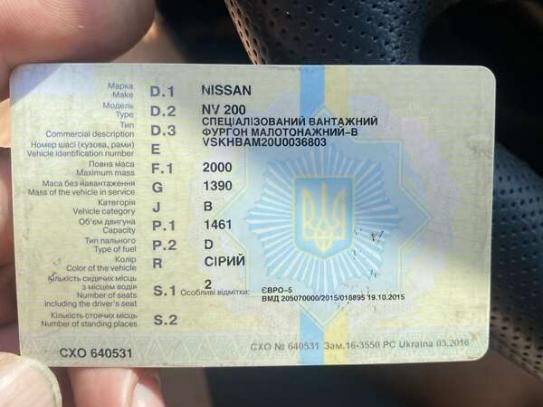 Марка
Make D.1 NISSAN
Модель
Type D.2 NV 200
Тип
Commercial description D.3 СПЕЦІАЛІЗОВАНИЙ ВАНТАЖНИЙ
ФУРГОН МАЛОТОНАЖНИЙ-В
Номер шасі (кузова, рами)
Vehicle identification number E VSKHBAM20U0036803
Повна маса
Maximum mass F.1 2000
Маса без навантаження
Mass of the vehicle in service G 1390
Категорія
Vehicle category J B
Об'єм двигуна
Capacity P.1 1461
Тип пального
Type of fuel P.2 D
Колір
Color of the vehicle R СІРИЙ
Кількість сидячих місць
з місцем водія
Number of seats
including the driver's seat S.1 2
Особливі відмітки: ЄВРО-5
ВМД 205070000/2015/016895 19.10.2015
Кількість стоячих місць
Number of standing places S.2
СХО 640531
СХО № 640531 Зам.16-3550 РС Ukraina 03.2016